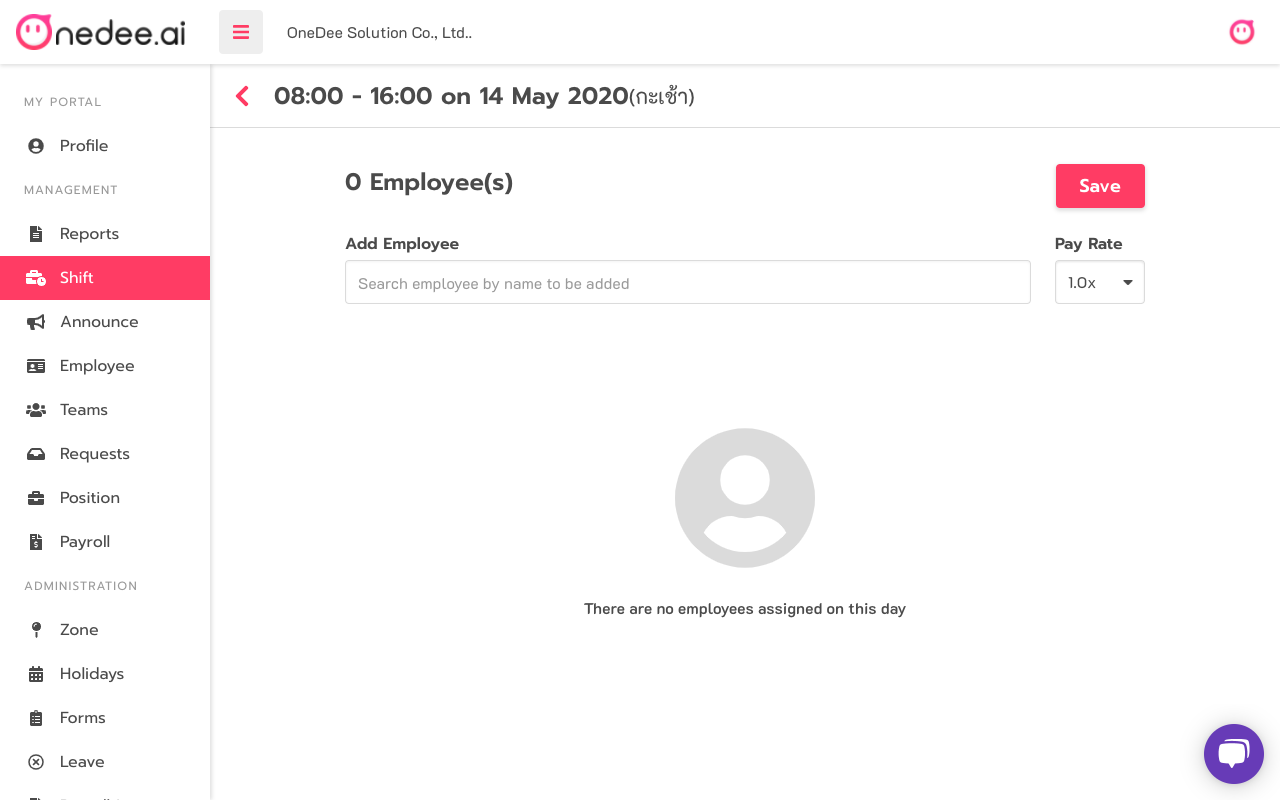 Onedee.ai
OneDee Solution Co., Ltd..
MY PORTAL
Profile
MANAGEMENT
Reports
Shift
Announce
Employee
Teams
Requests
Position
Payroll
ADMINISTRATION
Zone
Holidays
Forms
Leave
08:00 - 16:00 on 14 May 2020(กะเช้า)
0 Employee(s)
Save
Add Employee
Pay Rate
Search employee by name to be added
1.0x
There are no employees assigned on this day